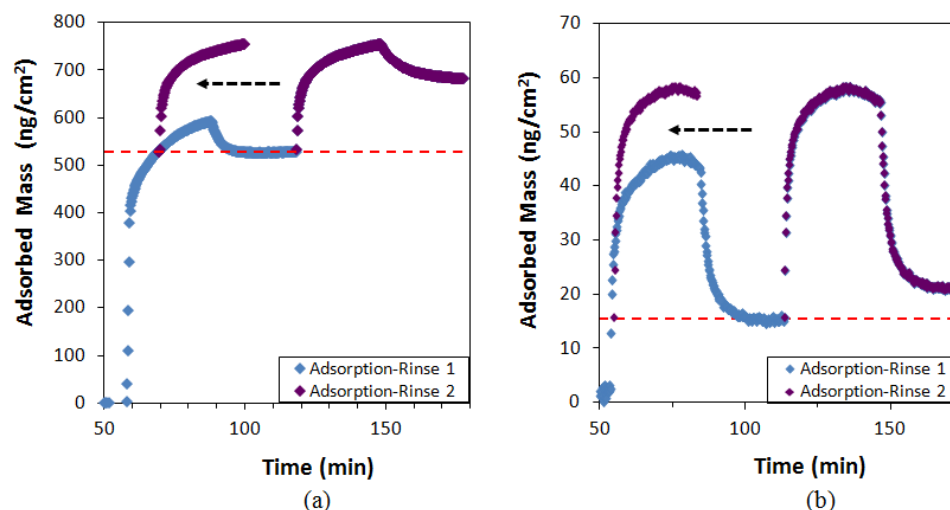 800
700
600
500
400
300
200
100
0
Adsorbed Mass (ng/cm²)
50
100
150
Time (min)
Adsorption-Rinse 1
Adsorption-Rinse 2
(a)
70
60
50
40
30
20
10
0
Adsorbed Mass (ng/cm²)
50
100
150
Time (min)
Adsorption-Rinse 1
Adsorption-Rinse 2
(b)